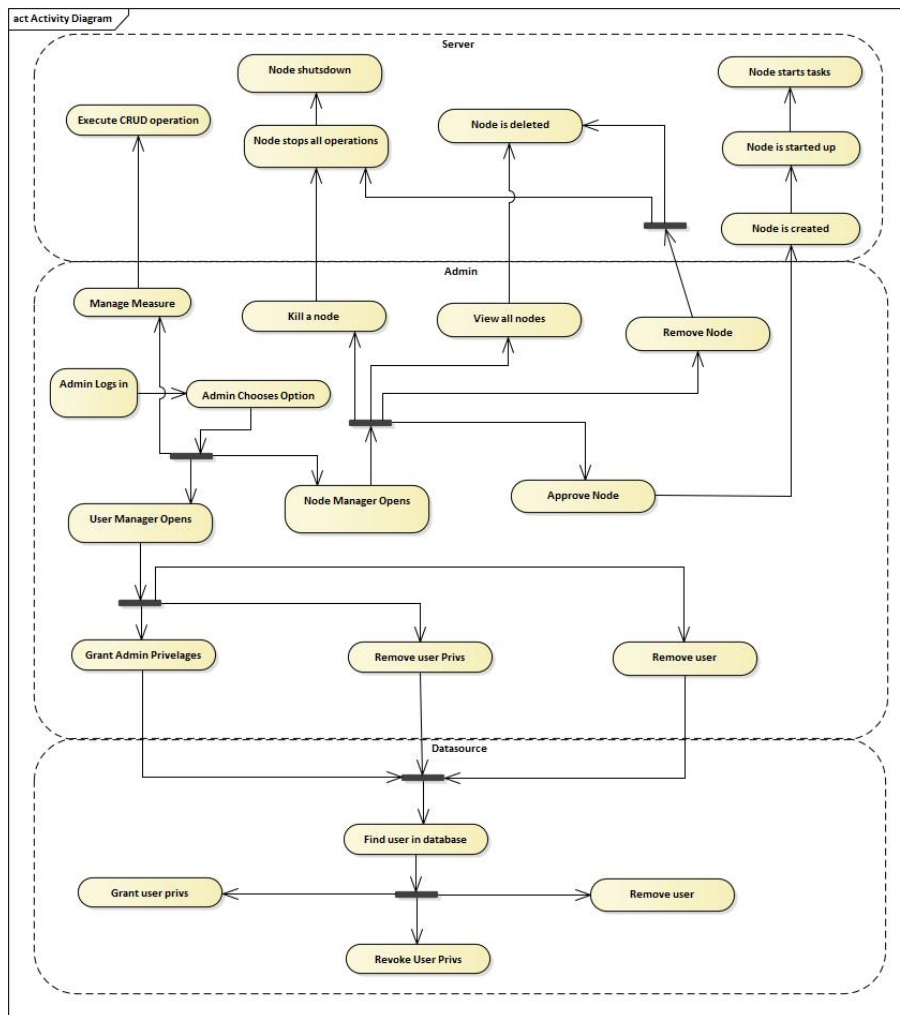 act Activity Diagram
Server
Node shutsdown
Node starts tasks
Execute CRUD operation
Node is deleted
Node stops all operations
Node is started up
Node is created
Admin
Manage Measure
Kill a node
View all nodes
Remove Node
Admin Logs in
Admin Chooses Option
Node Manager Opens
Approve Node
User Manager Opens
Grant Admin Privelages
Remove user Privs
Remove user
Datasource
Find user in database
Grant user privs
Remove user
Revoke User Privs